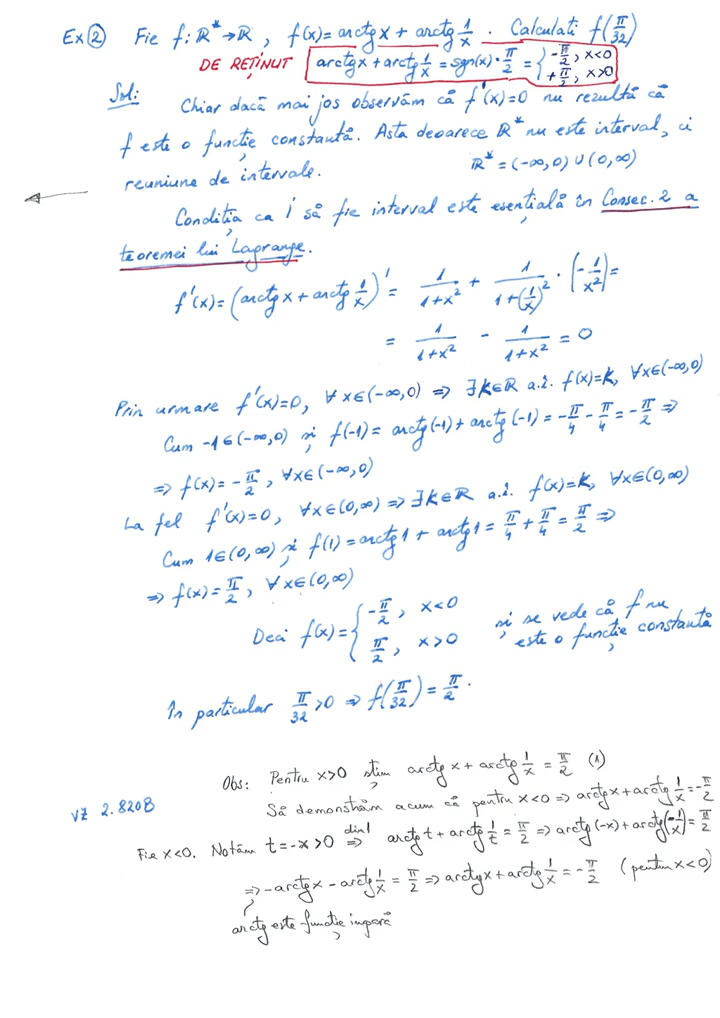 Ex② Fie f: ℝ* → ℝ, f(x) = arctg x + arctg 1/x. Calculati f(π/32)
DE REȚINUT arctg x + arctg 1/x = sgn(x)·π/2 = { -π/2, x<0 ; +π/2, x>0
Sol: Chiar dacă mai jos observăm că f'(x)=0 nu rezultă că
f este o funcție constantă. Asta deoarece ℝ* nu este interval, ci
reuniune de intervale. ℝ* = (-∞,0) ∪ (0,∞)
Condiția ca I să fie interval este esențială în Consec. 2 a
teoremei lui Lagrange.
f'(x) = (arctg x + arctg 1/x)' = 1/(1+x²) + 1/(1+(1/x)²) · (-1/x²) =
= 1/(1+x²) - 1/(1+x²) = 0
Prin urmare f'(x)=0, ∀x∈(-∞,0) => ∃k∈ℝ a.î. f(x)=k, ∀x∈(-∞,0)
Cum -1∈(-∞,0) și f(-1) = arctg(-1) + arctg(-1) = -π/4 - π/4 = -π/2 =>
=> f(x) = -π/2, ∀x∈(-∞,0)
La fel f'(x)=0, ∀x∈(0,∞) => ∃k∈ℝ a.î. f(x)=k, ∀x∈(0,∞)
Cum 1∈(0,∞) și f(1) = arctg 1 + arctg 1 = π/4 + π/4 = π/2 =>
=> f(x) = π/2, ∀x∈(0,∞)
Deci f(x) = { -π/2, x<0 ; π/2, x>0 și se vede că f nu
este o funcție constantă
În particular π/32 >0 => f(π/32) = π/2.
Obs: Pentru x>0 știm arctg x + arctg 1/x = π/2 (1)
Să demonstrăm acum că pentru x<0 => arctg x + arctg 1/x = -π/2
VZ 2.820B
Fie x<0. Notăm t=-x>0 din 1 => arctg t + arctg 1/t = π/2 => arctg(-x) + arctg(-1/x) = π/2
=> -arctg x - arctg 1/x = π/2 => arctg x + arctg 1/x = -π/2 (pentru x<0)
arctg este funcție impară